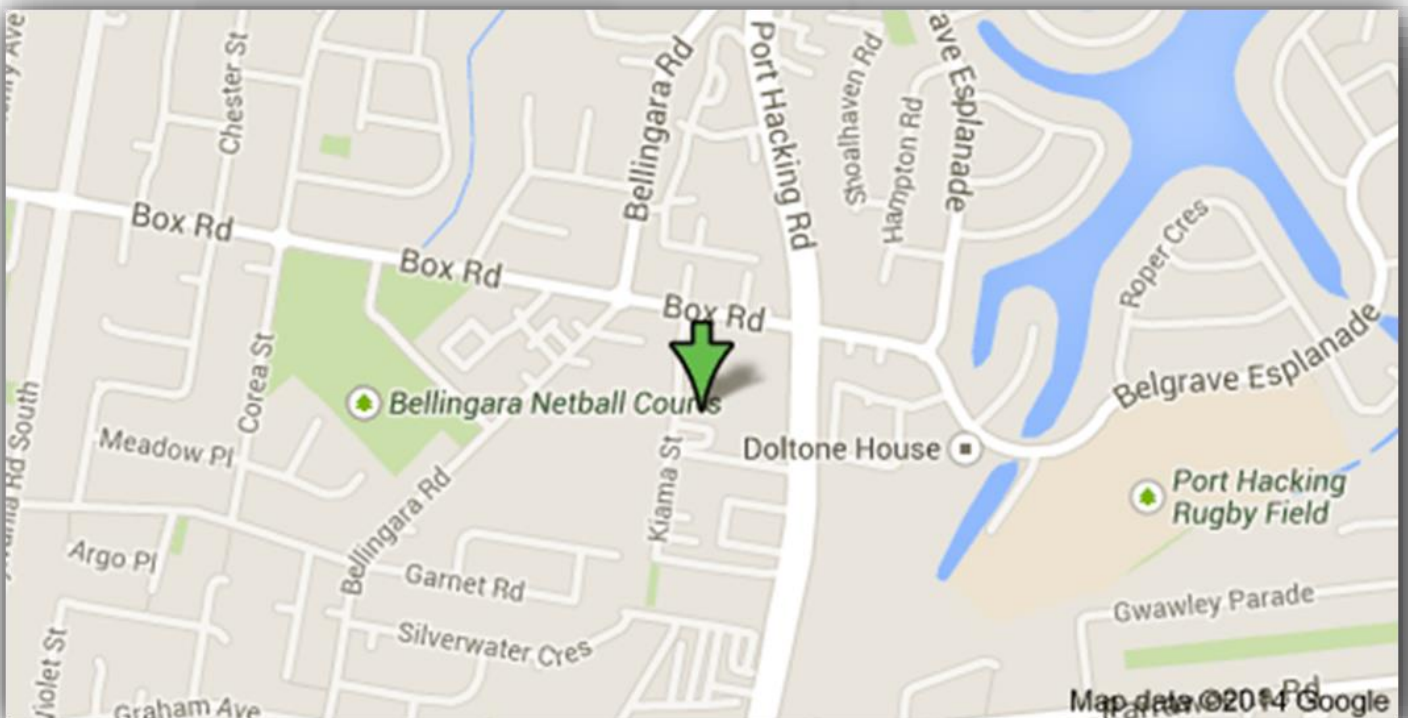 Chester St
Bellingara Rd
Port Hacking Rd
Shoalhaven Rd
Hampton Rd
Esplanade
Box Rd
Box Rd
Box Rd
Roper Cres
Belgrave Esplanade
Corea St
Bellingara Netball Courts
Meadow Pl
Kiama St
Doltone House
Port Hacking
Rugby Field
Rd South
Argo Pl
Bellingara Rd
Garnet Rd
Gwawley Parade
Silverwater Cres
Violet St
Graham Ave
Map data ©2014 Google